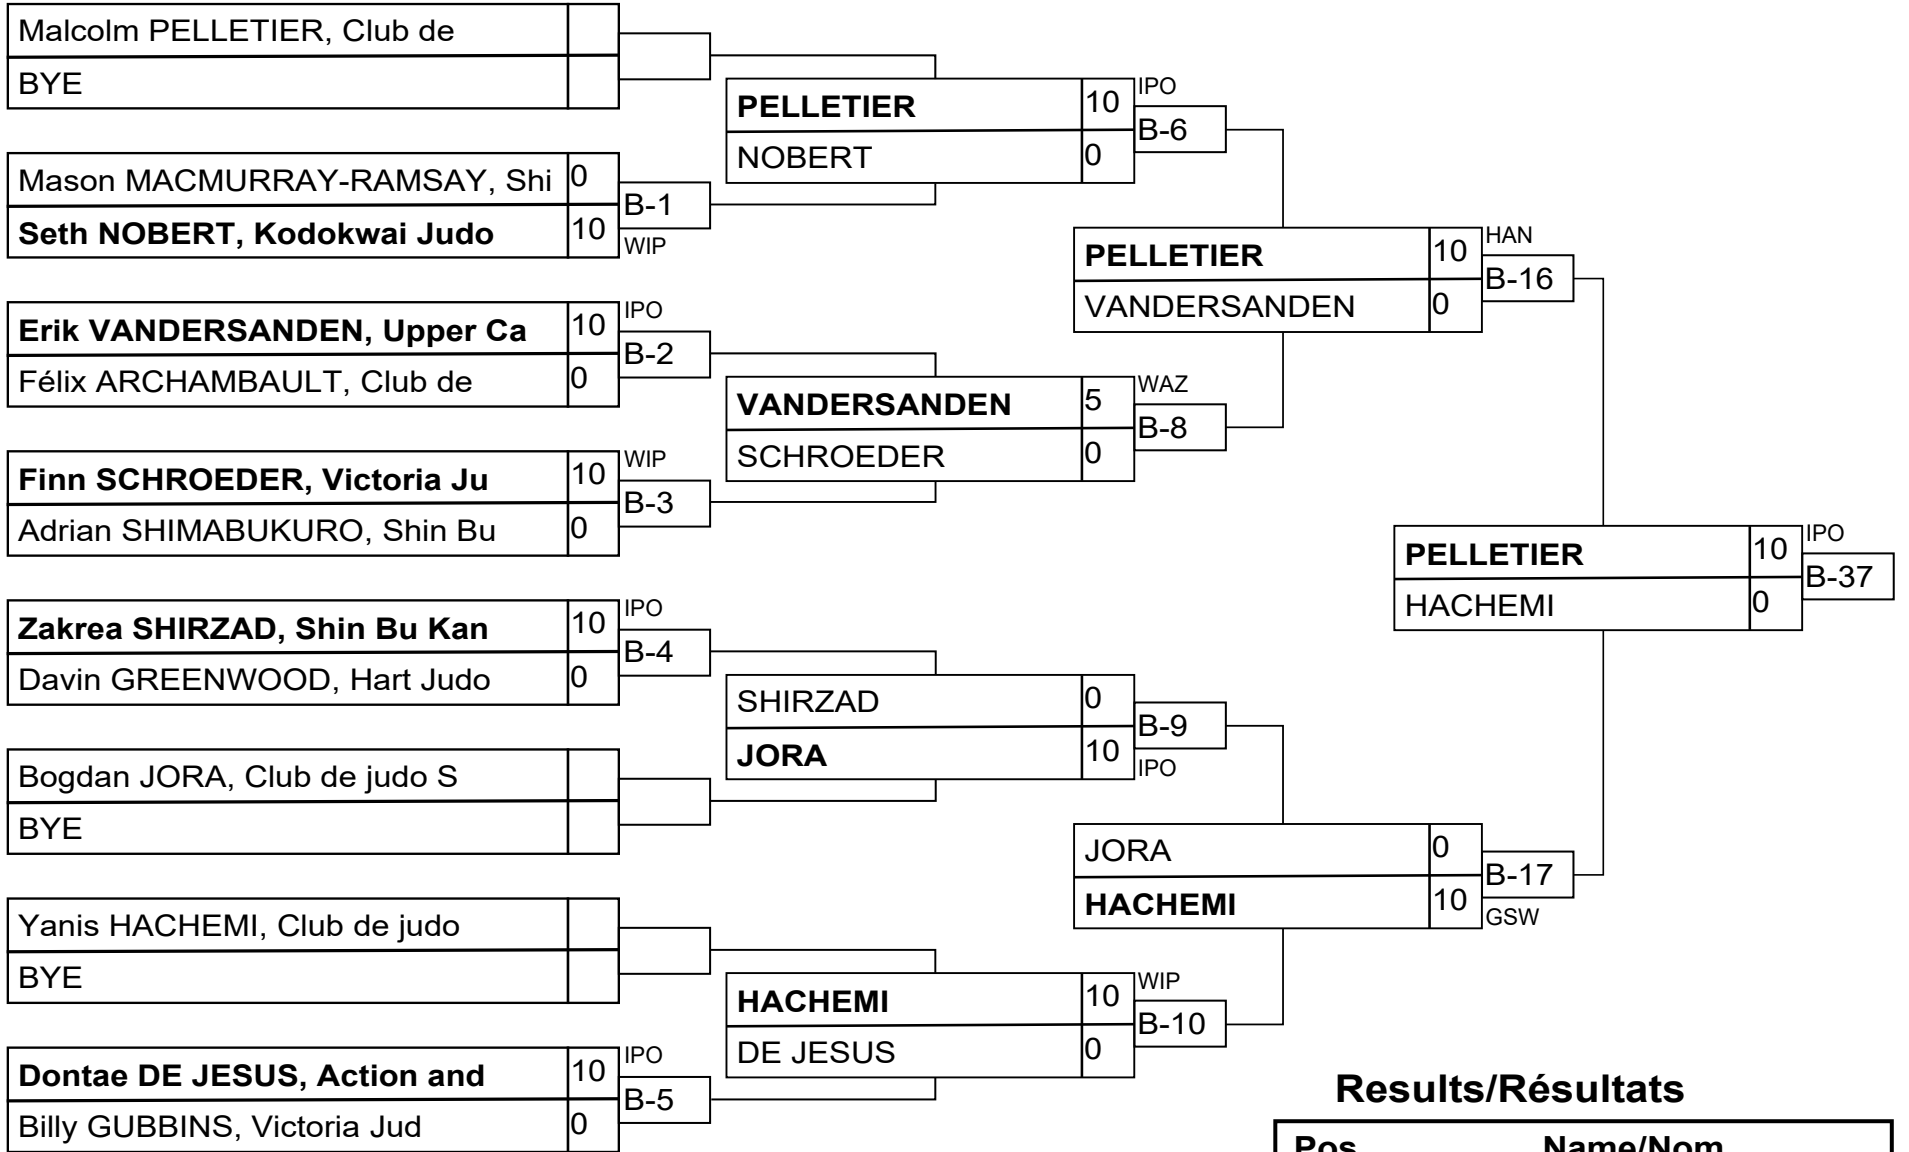 Malcolm PELLETIER, Club de
BYE
Mason MACMURRAY-RAMSAY, Shi 0
Seth NOBERT, Kodokwai Judo 10
B-1
WIP
Erik VANDERSANDEN, Upper Ca 10
Félix ARCHAMBAULT, Club de 0
IPO
B-2
Finn SCHROEDER, Victoria Ju 10
Adrian SHIMABUKURO, Shin Bu 0
WIP
B-3
Zakrea SHIRZAD, Shin Bu Kan 10
Davin GREENWOOD, Hart Judo 0
IPO
B-4
Bogdan JORA, Club de judo S
BYE
Yanis HACHEMI, Club de judo
BYE
Dontae DE JESUS, Action and 10
Billy GUBBINS, Victoria Jud 0
IPO
B-5
PELLETIER 10
NOBERT 0
IPO
B-6
VANDERSANDEN 5
SCHROEDER 0
WAZ
B-8
SHIRZAD 0
JORA 10
B-9
IPO
HACHEMI 10
DE JESUS 0
WIP
B-10
PELLETIER 10
VANDERSANDEN 0
HAN
B-16
JORA 0
HACHEMI 10
B-17
GSW
PELLETIER 10
HACHEMI 0
IPO
B-37
Results/Résultats
Pos Name/Nom